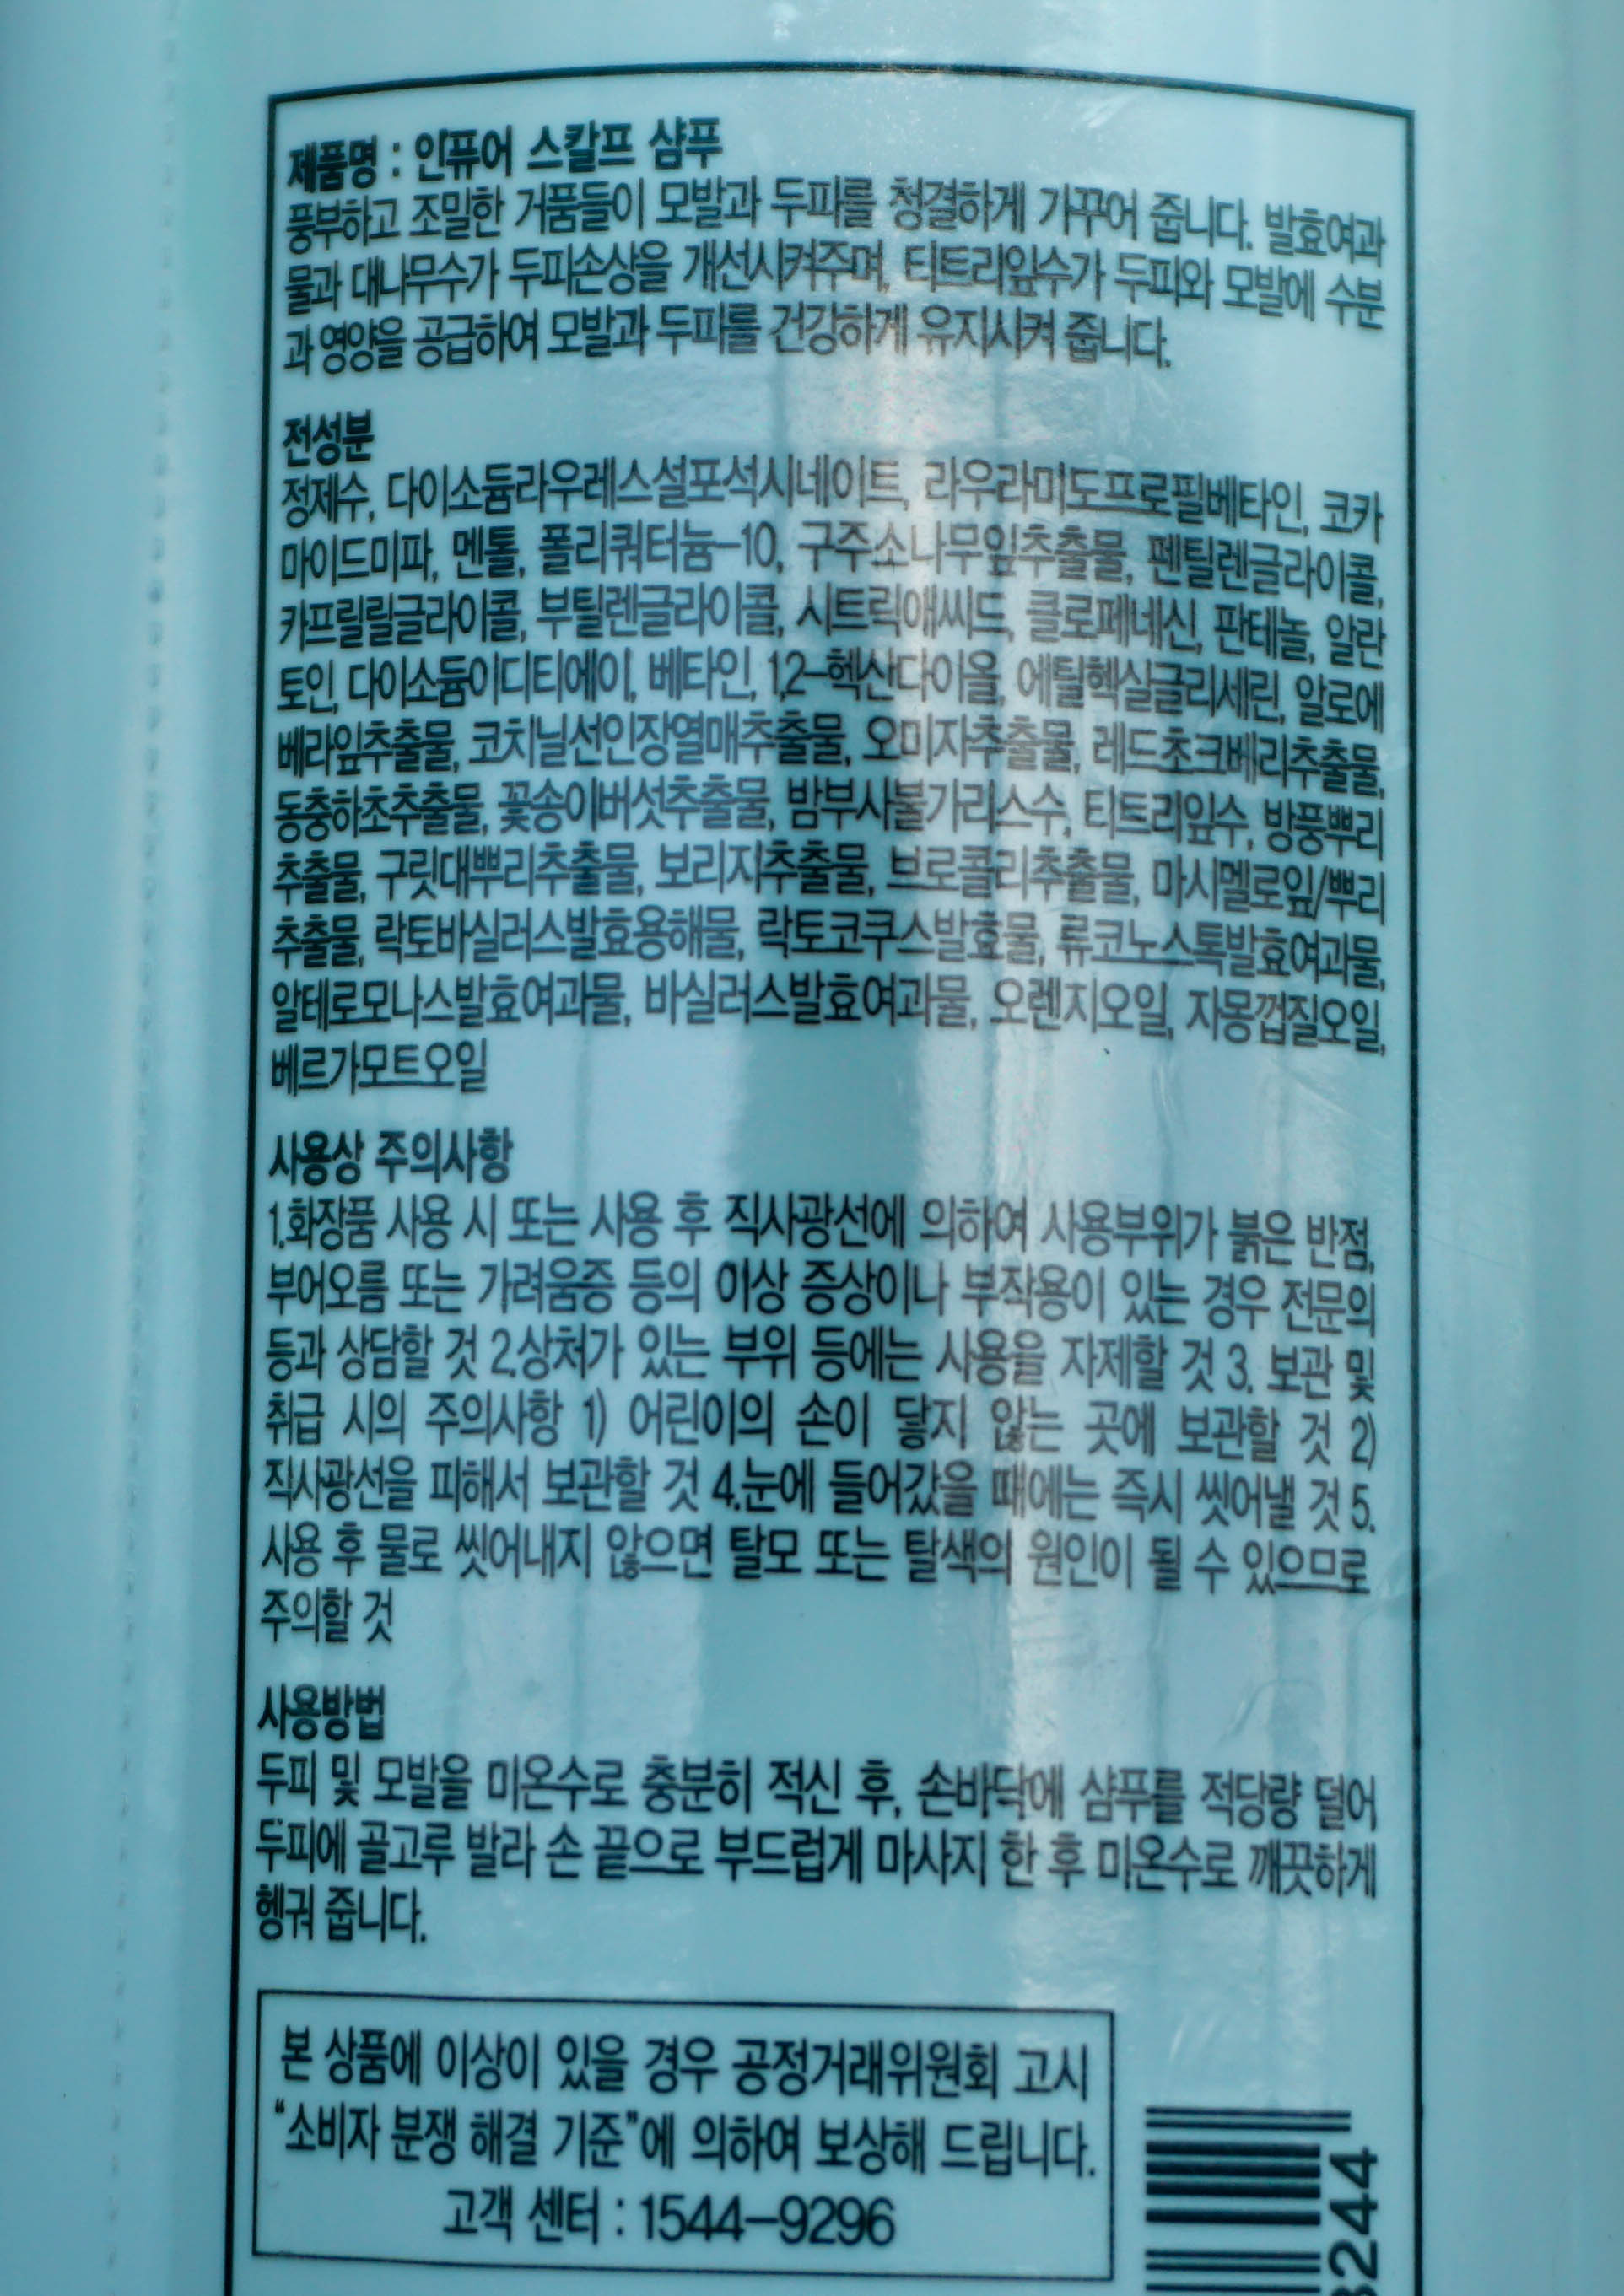 제품명 : 인퓨어 스칼프 샴푸
풍부하고 조밀한 거품들이 모발과 두피를 청결하게 가꾸어 줍니다. 발효여과
물과 대나무수가 두피손상을 개선시켜주며, 티트리잎수가 두피와 모발에 수분
과 영양을 공급하여 모발과 두피를 건강하게 유지시켜 줍니다.
전성분
정제수, 다이소듐라우레스설포석시네이트, 라우라미도프로필베타인, 코카
마이드미파, 멘톨, 폴리쿼터늄-10, 구주소나무잎추출물, 펜틸렌글라이콜,
카프릴릴글라이콜, 부틸렌글라이콜, 시트릭애씨드, 클로페네신, 판테놀, 알란
토인, 다이소듐이디티에이, 베타인, 1,2-헥산다이올, 에틸헥실글리세린, 알로에
베라잎추출물, 코치닐선인장열매추출물, 오미자추출물, 레드초크베리추출물,
동충하초추출물, 꽃송이버섯추출물, 밤부사불가리스수, 티트리잎수, 방풍뿌리
추출물, 구릿대뿌리추출물, 보리지추출물, 브로콜리추출물, 마시멜로잎/뿌리
추출물, 락토바실러스발효용해물, 락토코쿠스발효물, 류코노스톡발효여과물,
알테로모나스발효여과물, 바실러스발효여과물, 오렌지오일, 자몽껍질오일,
베르가모트오일
사용상 주의사항
1.화장품 사용 시 또는 사용 후 직사광선에 의하여 사용부위가 붉은 반점,
부어오름 또는 가려움증 등의 이상 증상이나 부작용이 있는 경우 전문의
등과 상담할 것 2.상처가 있는 부위 등에는 사용을 자제할 것 3. 보관 및
취급 시의 주의사항 1) 어린이의 손이 닿지 않는 곳에 보관할 것 2)
직사광선을 피해서 보관할 것 4.눈에 들어갔을 때에는 즉시 씻어낼 것 5.
사용 후 물로 씻어내지 않으면 탈모 또는 탈색의 원인이 될 수 있으므로
주의할 것
사용방법
두피 및 모발을 미온수로 충분히 적신 후, 손바닥에 샴푸를 적당량 덜어
두피에 골고루 발라 손 끝으로 부드럽게 마사지 한 후 미온수로 깨끗하게
헹궈 줍니다.
본 상품에 이상이 있을 경우 공정거래위원회 고시
“소비자 분쟁 해결 기준”에 의하여 보상해 드립니다.
고객 센터 : 1544-9296
3244